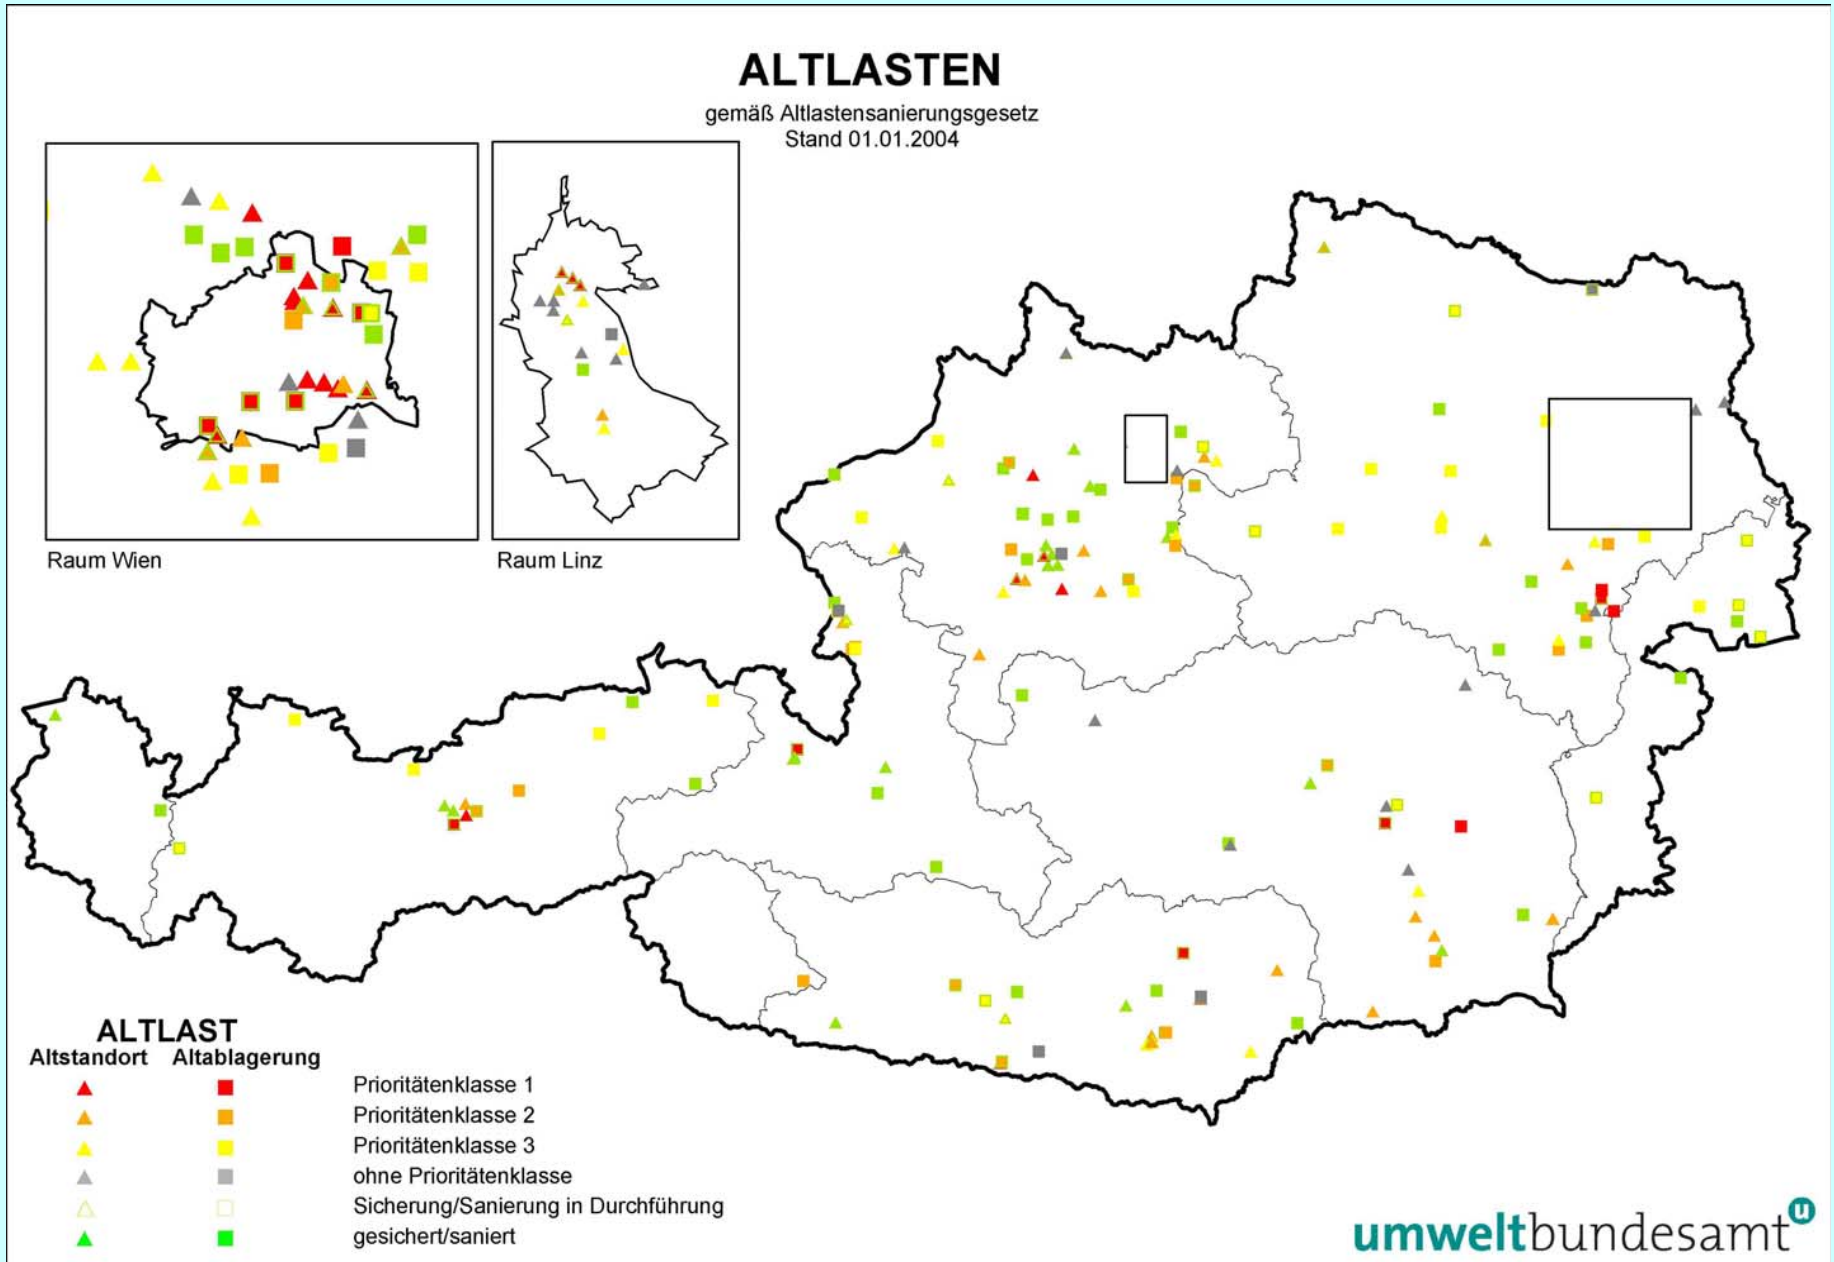 ALTLASTEN
gemäß Altlastensanierungsgesetz
Stand 01.01.2004
Raum Wien
Raum Linz
ALTLAST
Altstandort Altablagerung
Prioritätenklasse 1
Prioritätenklasse 2
Prioritätenklasse 3
ohne Prioritätenklasse
Sicherung/Sanierung in Durchführung
gesichert/saniert
umweltbundesamt u